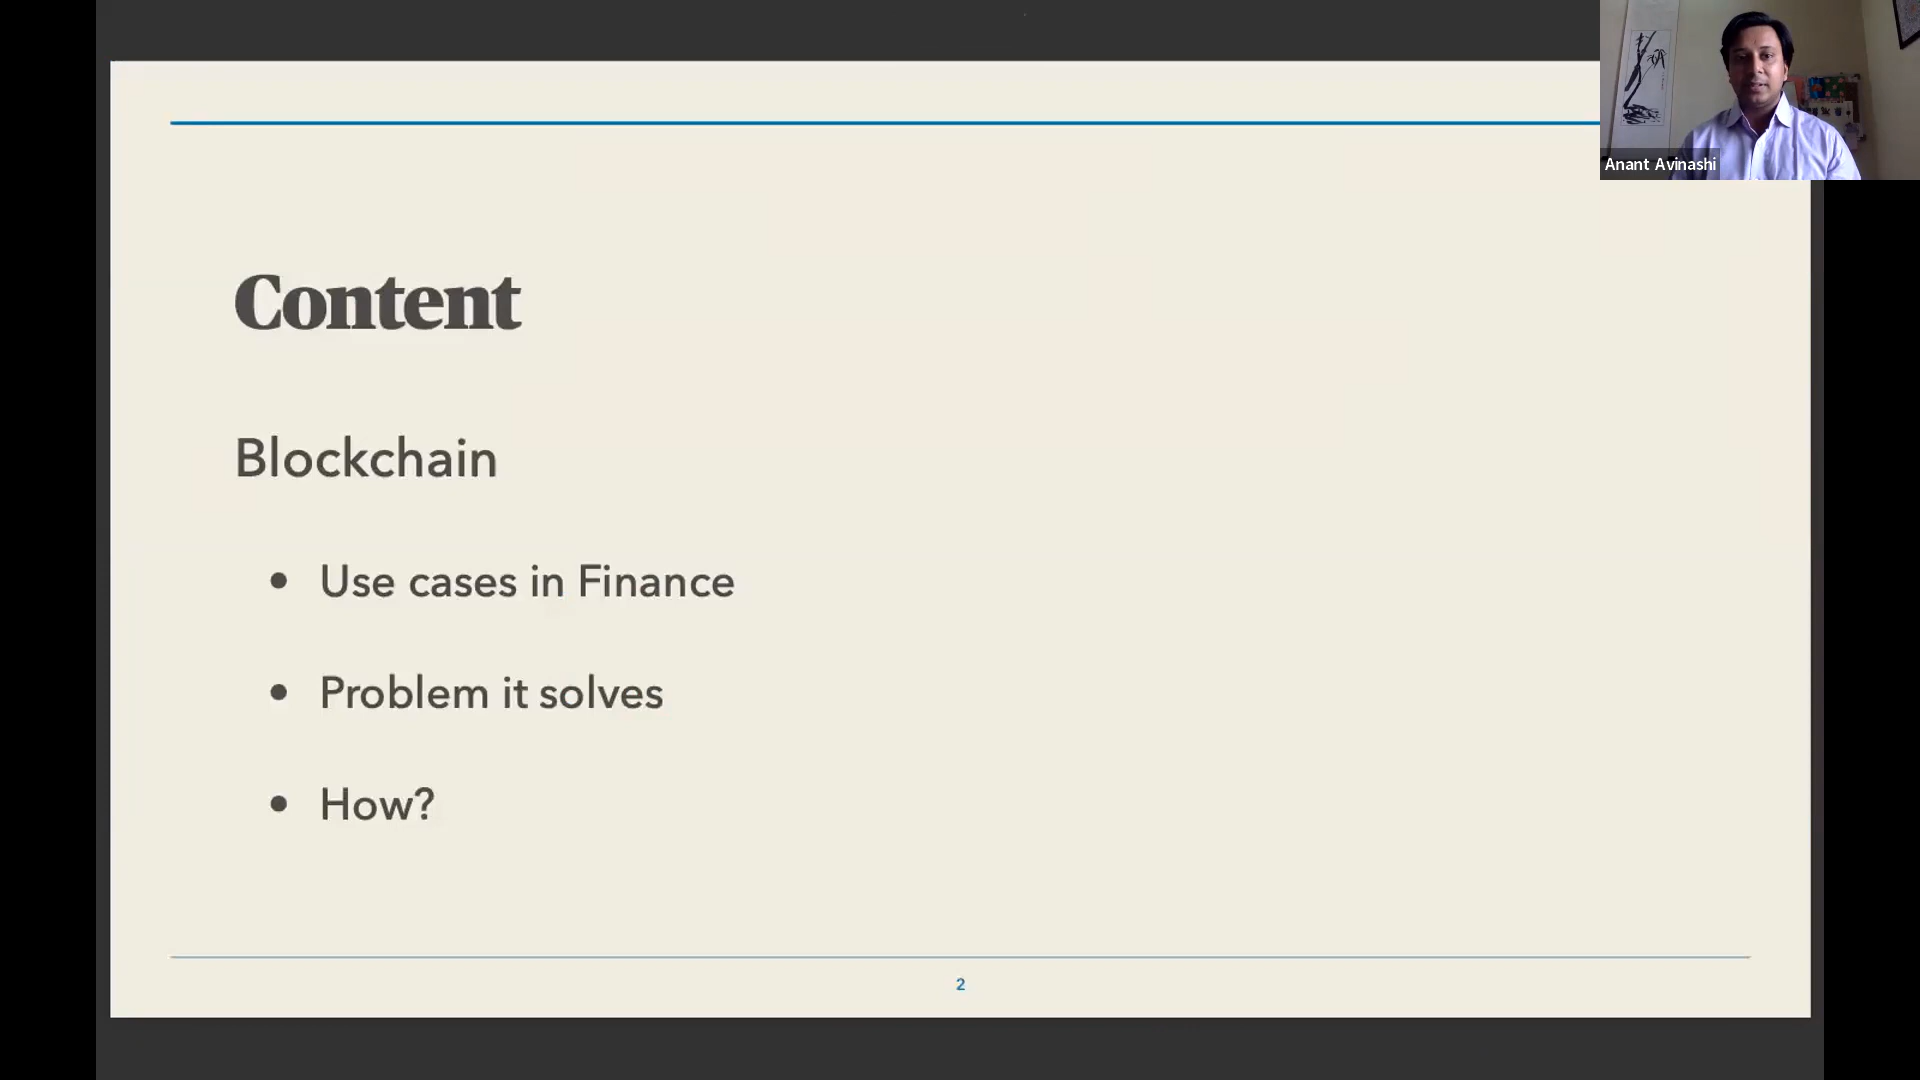 Anant Avinashi
Content
Blockchain
• Use cases in Finance
• Problem it solves
• How?
2